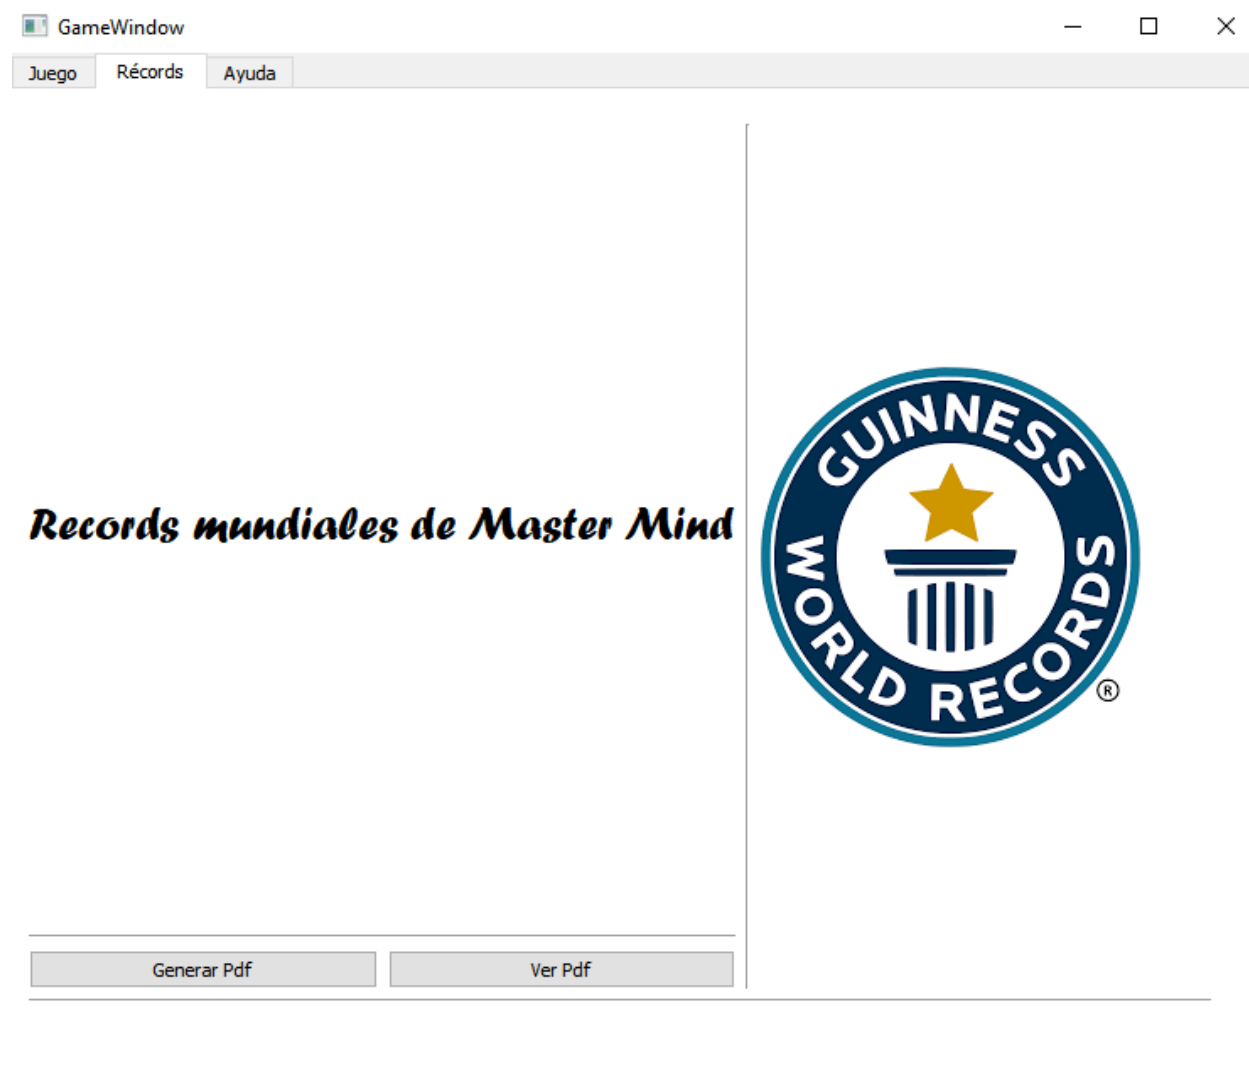 GameWindow
Juego Récords Ayuda
Records mundiales de Master Mind
GUINNESS
WORLD RECORDS
®
Generar Pdf Ver Pdf